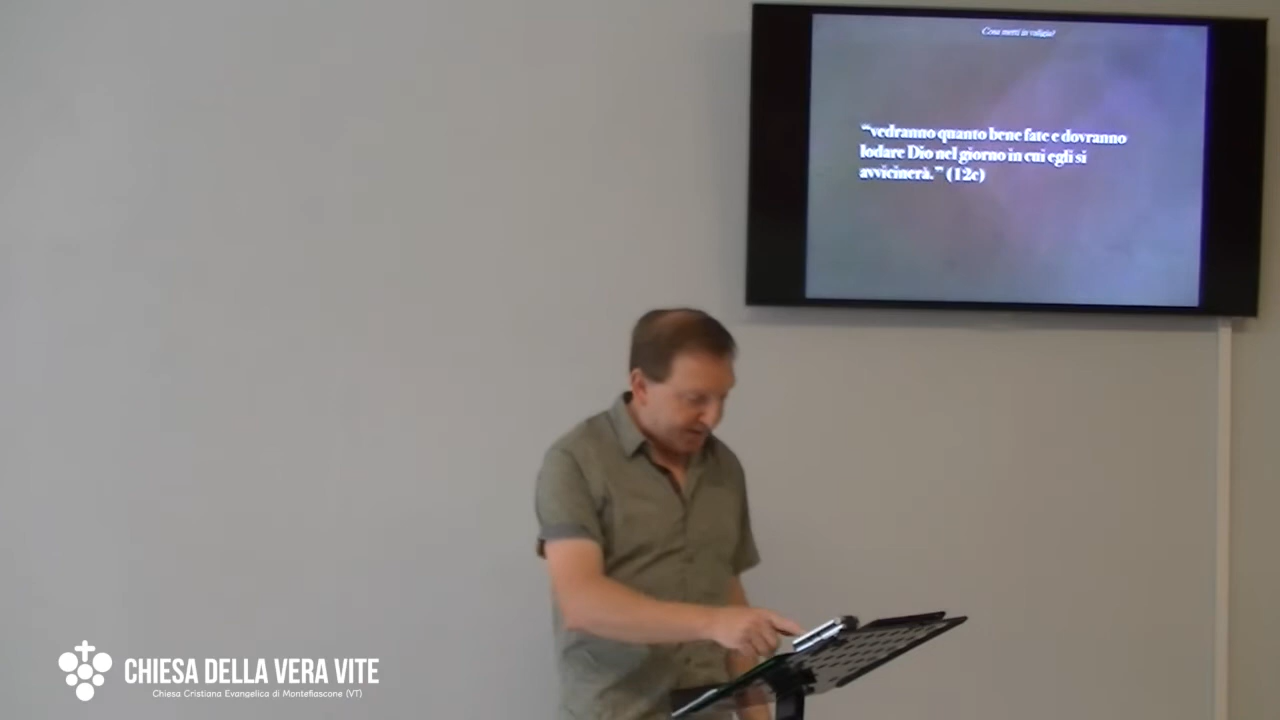 Cosa metti in valigia?
“vedranno quanto bene fate e dovranno
lodare Dio nel giorno in cui egli si
avvicinerà.” (12c)
CHIESA DELLA VERA VITE
Chiesa Cristiana Evangelica di Montefiascone (VT)